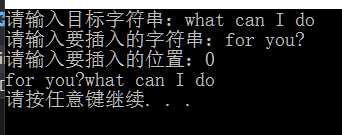 请输入目标字符串：what can I do
请输入要插入的字符串：for you?
请输入要插入的位置：0
for you?what can I do
请按任意键继续. . .